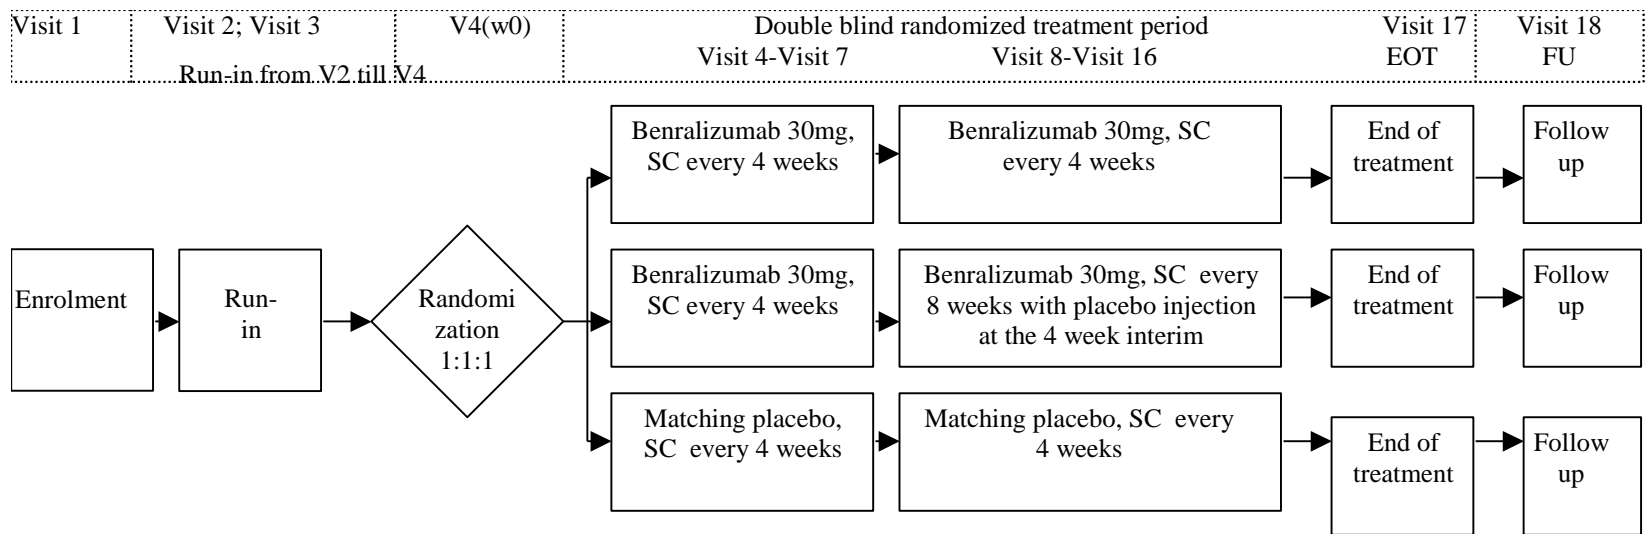 Visit 1
Visit 2; Visit 3
Run-in from V2 till V4
V4(w0)
Double blind randomized treatment period
Visit 4-Visit 7
Visit 8-Visit 16
Visit 17
EOT
Visit 18
FU
Enrolment
Run-
in
Randomi
zation
1:1:1
Benralizumab 30mg,
SC every 4 weeks
Benralizumab 30mg, SC
every 4 weeks
End of
treatment
Follow
up
Benralizumab 30mg,
SC every 4 weeks
Benralizumab 30mg, SC every
8 weeks with placebo injection
at the 4 week interim
End of
treatment
Follow
up
Matching placebo,
SC every 4 weeks
Matching placebo, SC every
4 weeks
End of
treatment
Follow
up